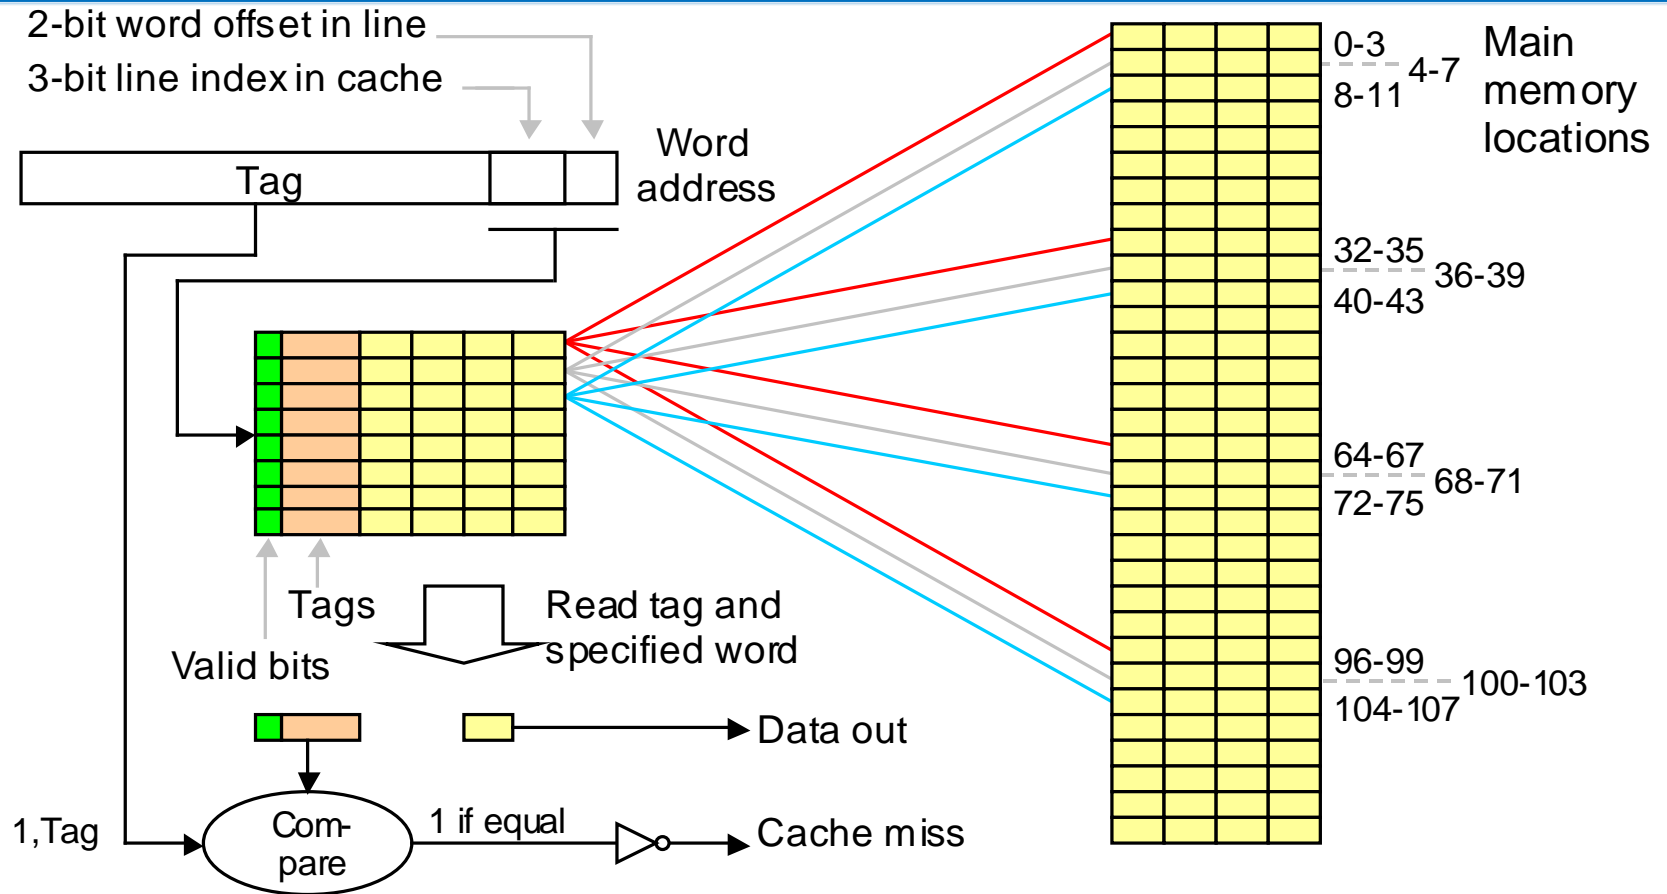 2-bit word offset in line
3-bit line index in cache
Tag
Word
address
0-3
4-7
8-11
Main
memory
locations
32-35
36-39
40-43
64-67
68-71
72-75
96-99
100-103
104-107
Tags
Valid bits
Read tag and
specified word
Data out
1,Tag
Com-
pare
1 if equal
Cache miss